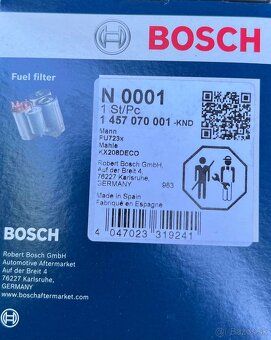 BOSCH
Fuel filter
N 0001
1 St/Pc
1 457 070 001 -KND
Mann
PU723x
Mahle
KX208DECO
Robert Bosch GmbH,
Auf der Breit 4,
76227 Karlsruhe,
GERMANY 983
Made in Spain
Fabriqué en Espagne
BOSCH
Robert Bosch GmbH
Automotive Aftermarket
Auf der Breit 4
76227 Karlsruhe
Germany
www.boschaftermarket.com
4 047023 319241